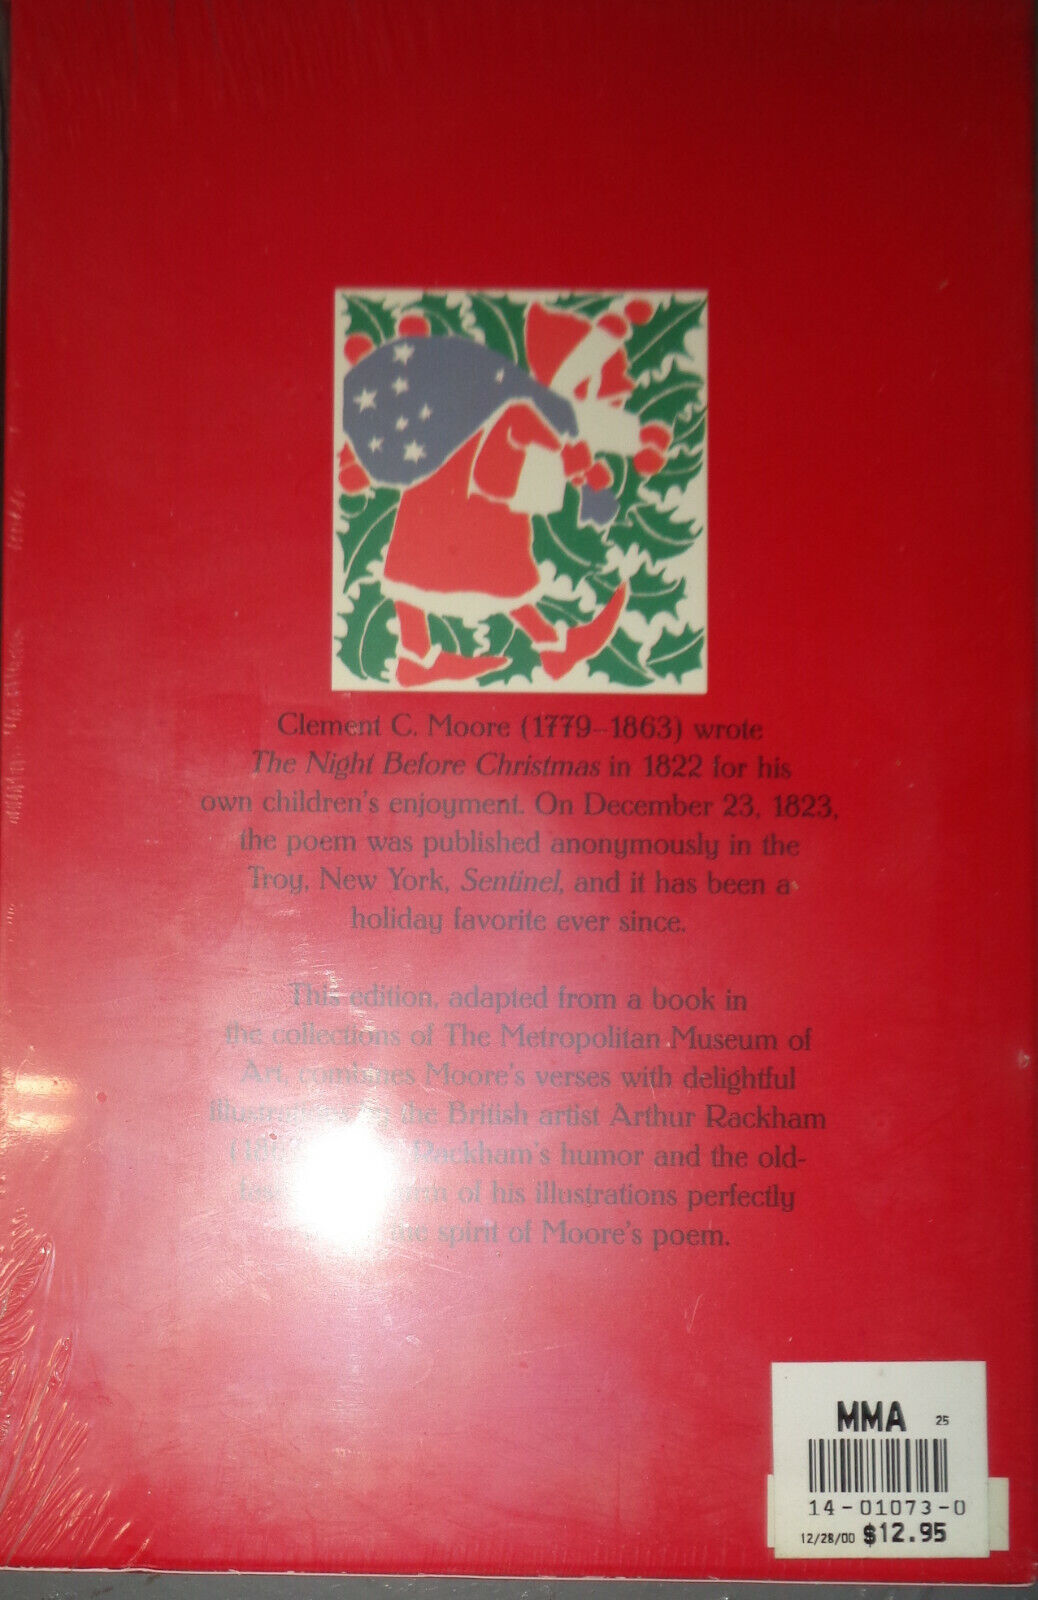 Clement C. Moore (1779–1863) wrote
The Night Before Christmas in 1822 for his
own children's enjoyment. On December 23, 1823,
the poem was published anonymously in the
Troy, New York, Sentinel, and it has been a
holiday favorite ever since.
This edition, adapted from a book in
the collections of The Metropolitan Museum of
Art, combines Moore's verses with delightful
illustrations by the British artist Arthur Rackham
Rackham's humor and the old-
of his illustrations perfectly
the spirit of Moore's poem.
MMA 25
14-01073-0
12/28/00 $12.95